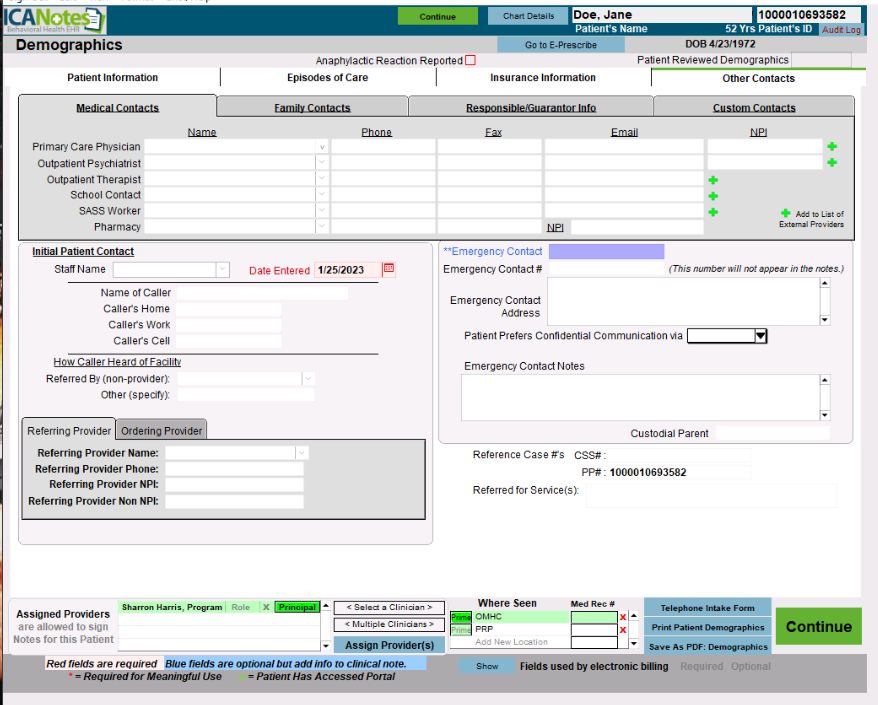 ICANotes
Behavioral Health EHR
Continue
Chart Details
Doe, Jane
1000010693582
Patient's Name
52 Yrs Patient's ID
Audit Log
Demographics
Go to E-Prescribe
DOB 4/23/1972
Anaphylactic Reaction Reported
Patient Reviewed Demographics
Patient Information
Episodes of Care
Insurance Information
Other Contacts
Medical Contacts
Family Contacts
Responsible/Guarantor Info
Custom Contacts
Name
Phone
Fax
Email
NPI
Primary Care Physician
Outpatient Psychiatrist
Outpatient Therapist
School Contact
SASS Worker
Add to List of
External Providers
Pharmacy
NPI
Initial Patient Contact
Staff Name
Date Entered 1/25/2023
Name of Caller
Caller's Home
Caller's Work
Caller's Cell
How Caller Heard of Facility
Referred By (non-provider):
Other (specify):
Referring Provider
Ordering Provider
Referring Provider Name:
Referring Provider Phone:
Referring Provider NPI:
Referring Provider Non NPI:
**Emergency Contact
Emergency Contact #
(This number will not appear in the notes.)
Emergency Contact
Address
Patient Prefers Confidential Communication via
Emergency Contact Notes
Custodial Parent
Reference Case #'s CSS# :
PP# : 1000010693582
Referred for Service(s):
Assigned Providers
are allowed to sign
Notes for this Patient
Sharron Harris, Program Role X Principal
< Select a Clinician >
< Multiple Clinicians >
Assign Provider(s)
Where Seen
Med Rec #
Prime OMHC X
Prime PRP X
Add New Location
Telephone Intake Form
Print Patient Demographics
Save As PDF: Demographics
Continue
Red fields are required Blue fields are optional but add info to clinical note.
* = Required for Meaningful Use = Patient Has Accessed Portal
Show
Fields used by electronic billing Required Optional